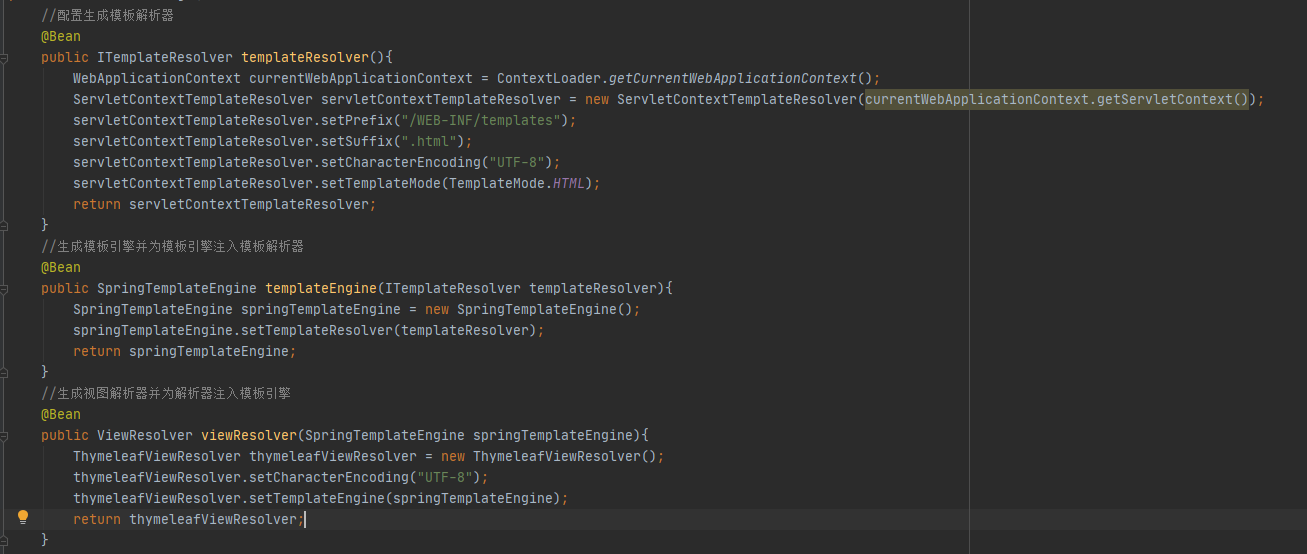 //配置生成模板解析器
@Bean
public ITemplateResolver templateResolver(){
    WebApplicationContext currentWebApplicationContext = ContextLoader.getCurrentWebApplicationContext();
    ServletContextTemplateResolver servletContextTemplateResolver = new ServletContextTemplateResolver(currentWebApplicationContext.getServletContext());
    servletContextTemplateResolver.setPrefix("/WEB-INF/templates");
    servletContextTemplateResolver.setSuffix(".html");
    servletContextTemplateResolver.setCharacterEncoding("UTF-8");
    servletContextTemplateResolver.setTemplateMode(TemplateMode.HTML);
    return servletContextTemplateResolver;
}
//生成模板引擎并为模板引擎注入模板解析器
@Bean
public SpringTemplateEngine templateEngine(ITemplateResolver templateResolver){
    SpringTemplateEngine springTemplateEngine = new SpringTemplateEngine();
    springTemplateEngine.setTemplateResolver(templateResolver);
    return springTemplateEngine;
}
//生成视图解析器并为解析器注入模板引擎
@Bean
public ViewResolver viewResolver(SpringTemplateEngine springTemplateEngine){
    ThymeleafViewResolver thymeleafViewResolver = new ThymeleafViewResolver();
    thymeleafViewResolver.setCharacterEncoding("UTF-8");
    thymeleafViewResolver.setTemplateEngine(springTemplateEngine);
    return thymeleafViewResolver;
}